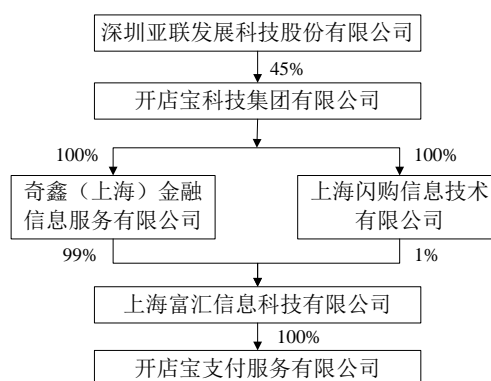 深圳亚联发展科技股份有限公司
45%
开店宝科技集团有限公司
100%
100%
奇鑫（上海）金融
信息服务有限公司
上海闪购信息技术
有限公司
99%
1%
上海富汇信息科技有限公司
100%
开店宝支付服务有限公司